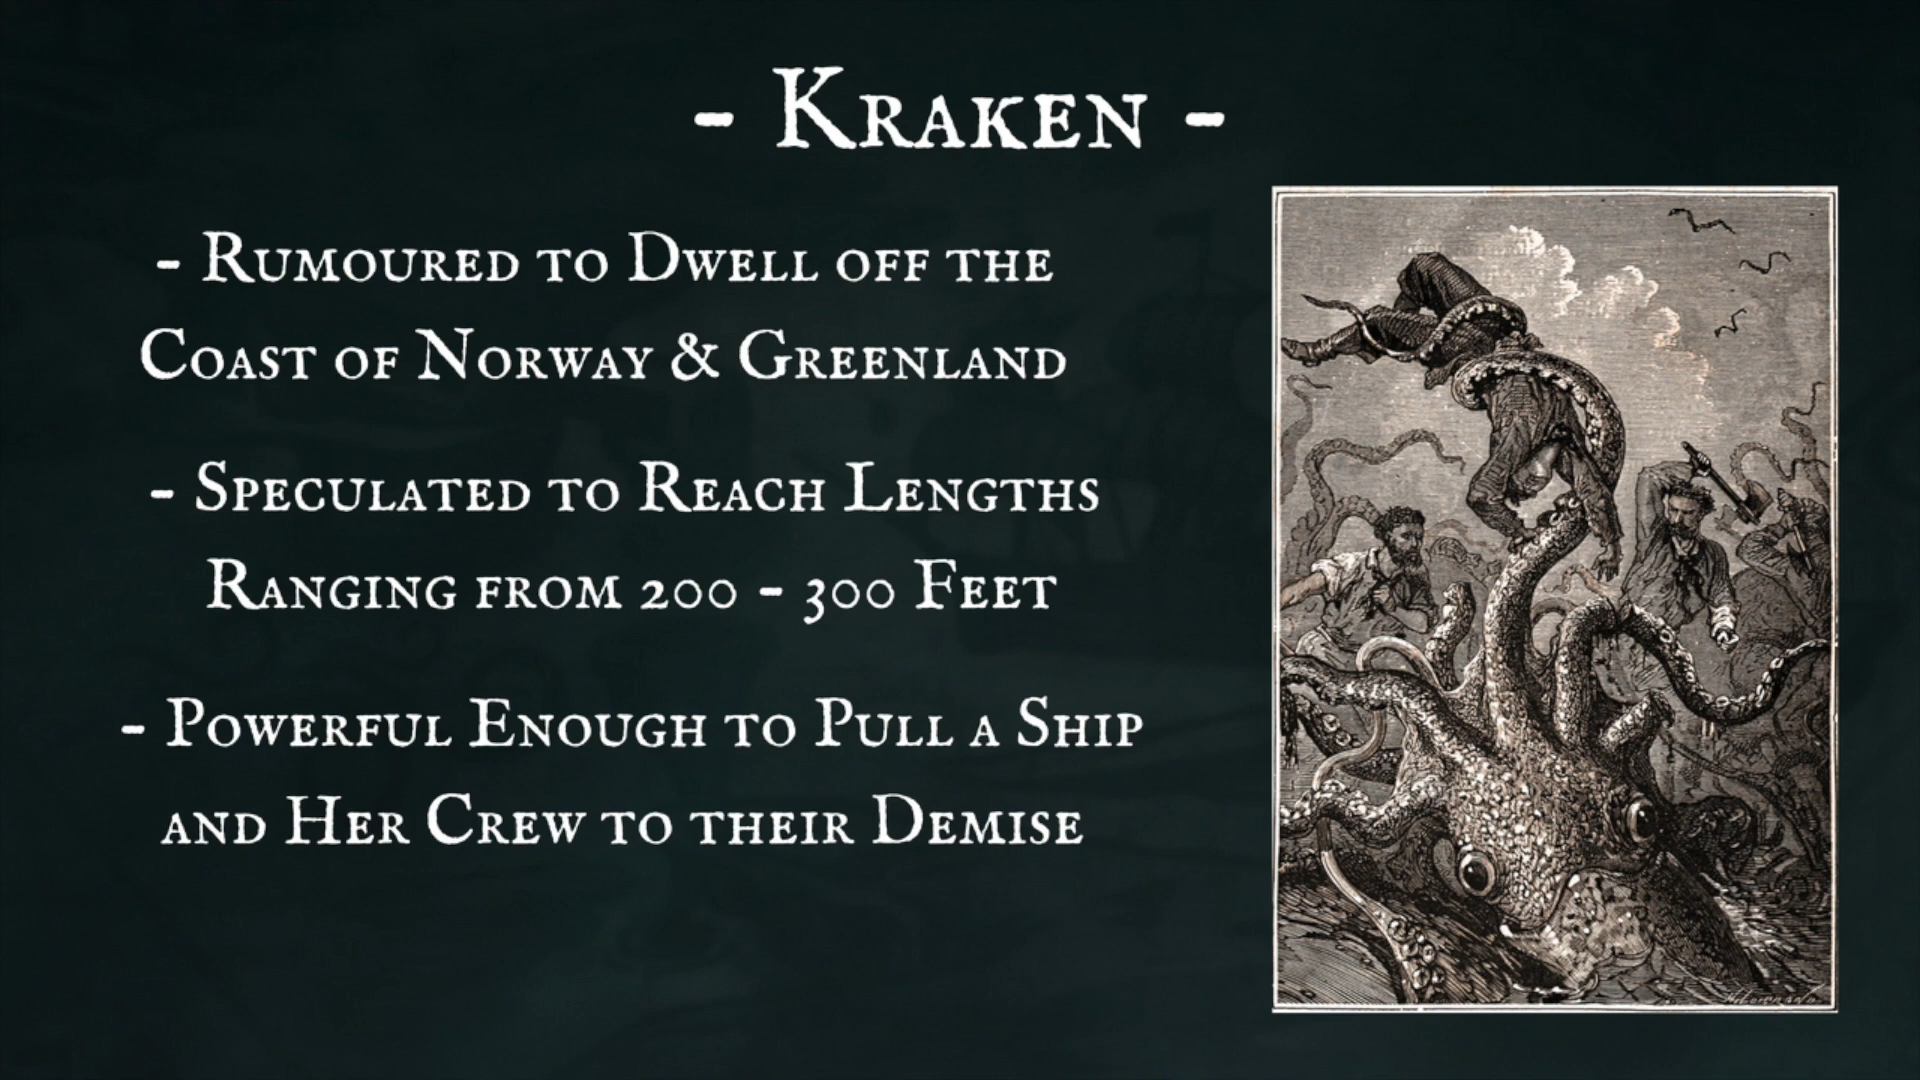 - Kraken -
- Rumoured to Dwell off the
Coast of Norway & Greenland
- Speculated to Reach Lengths
Ranging from 200 - 300 Feet
- Powerful Enough to Pull a Ship
and Her Crew to their Demise